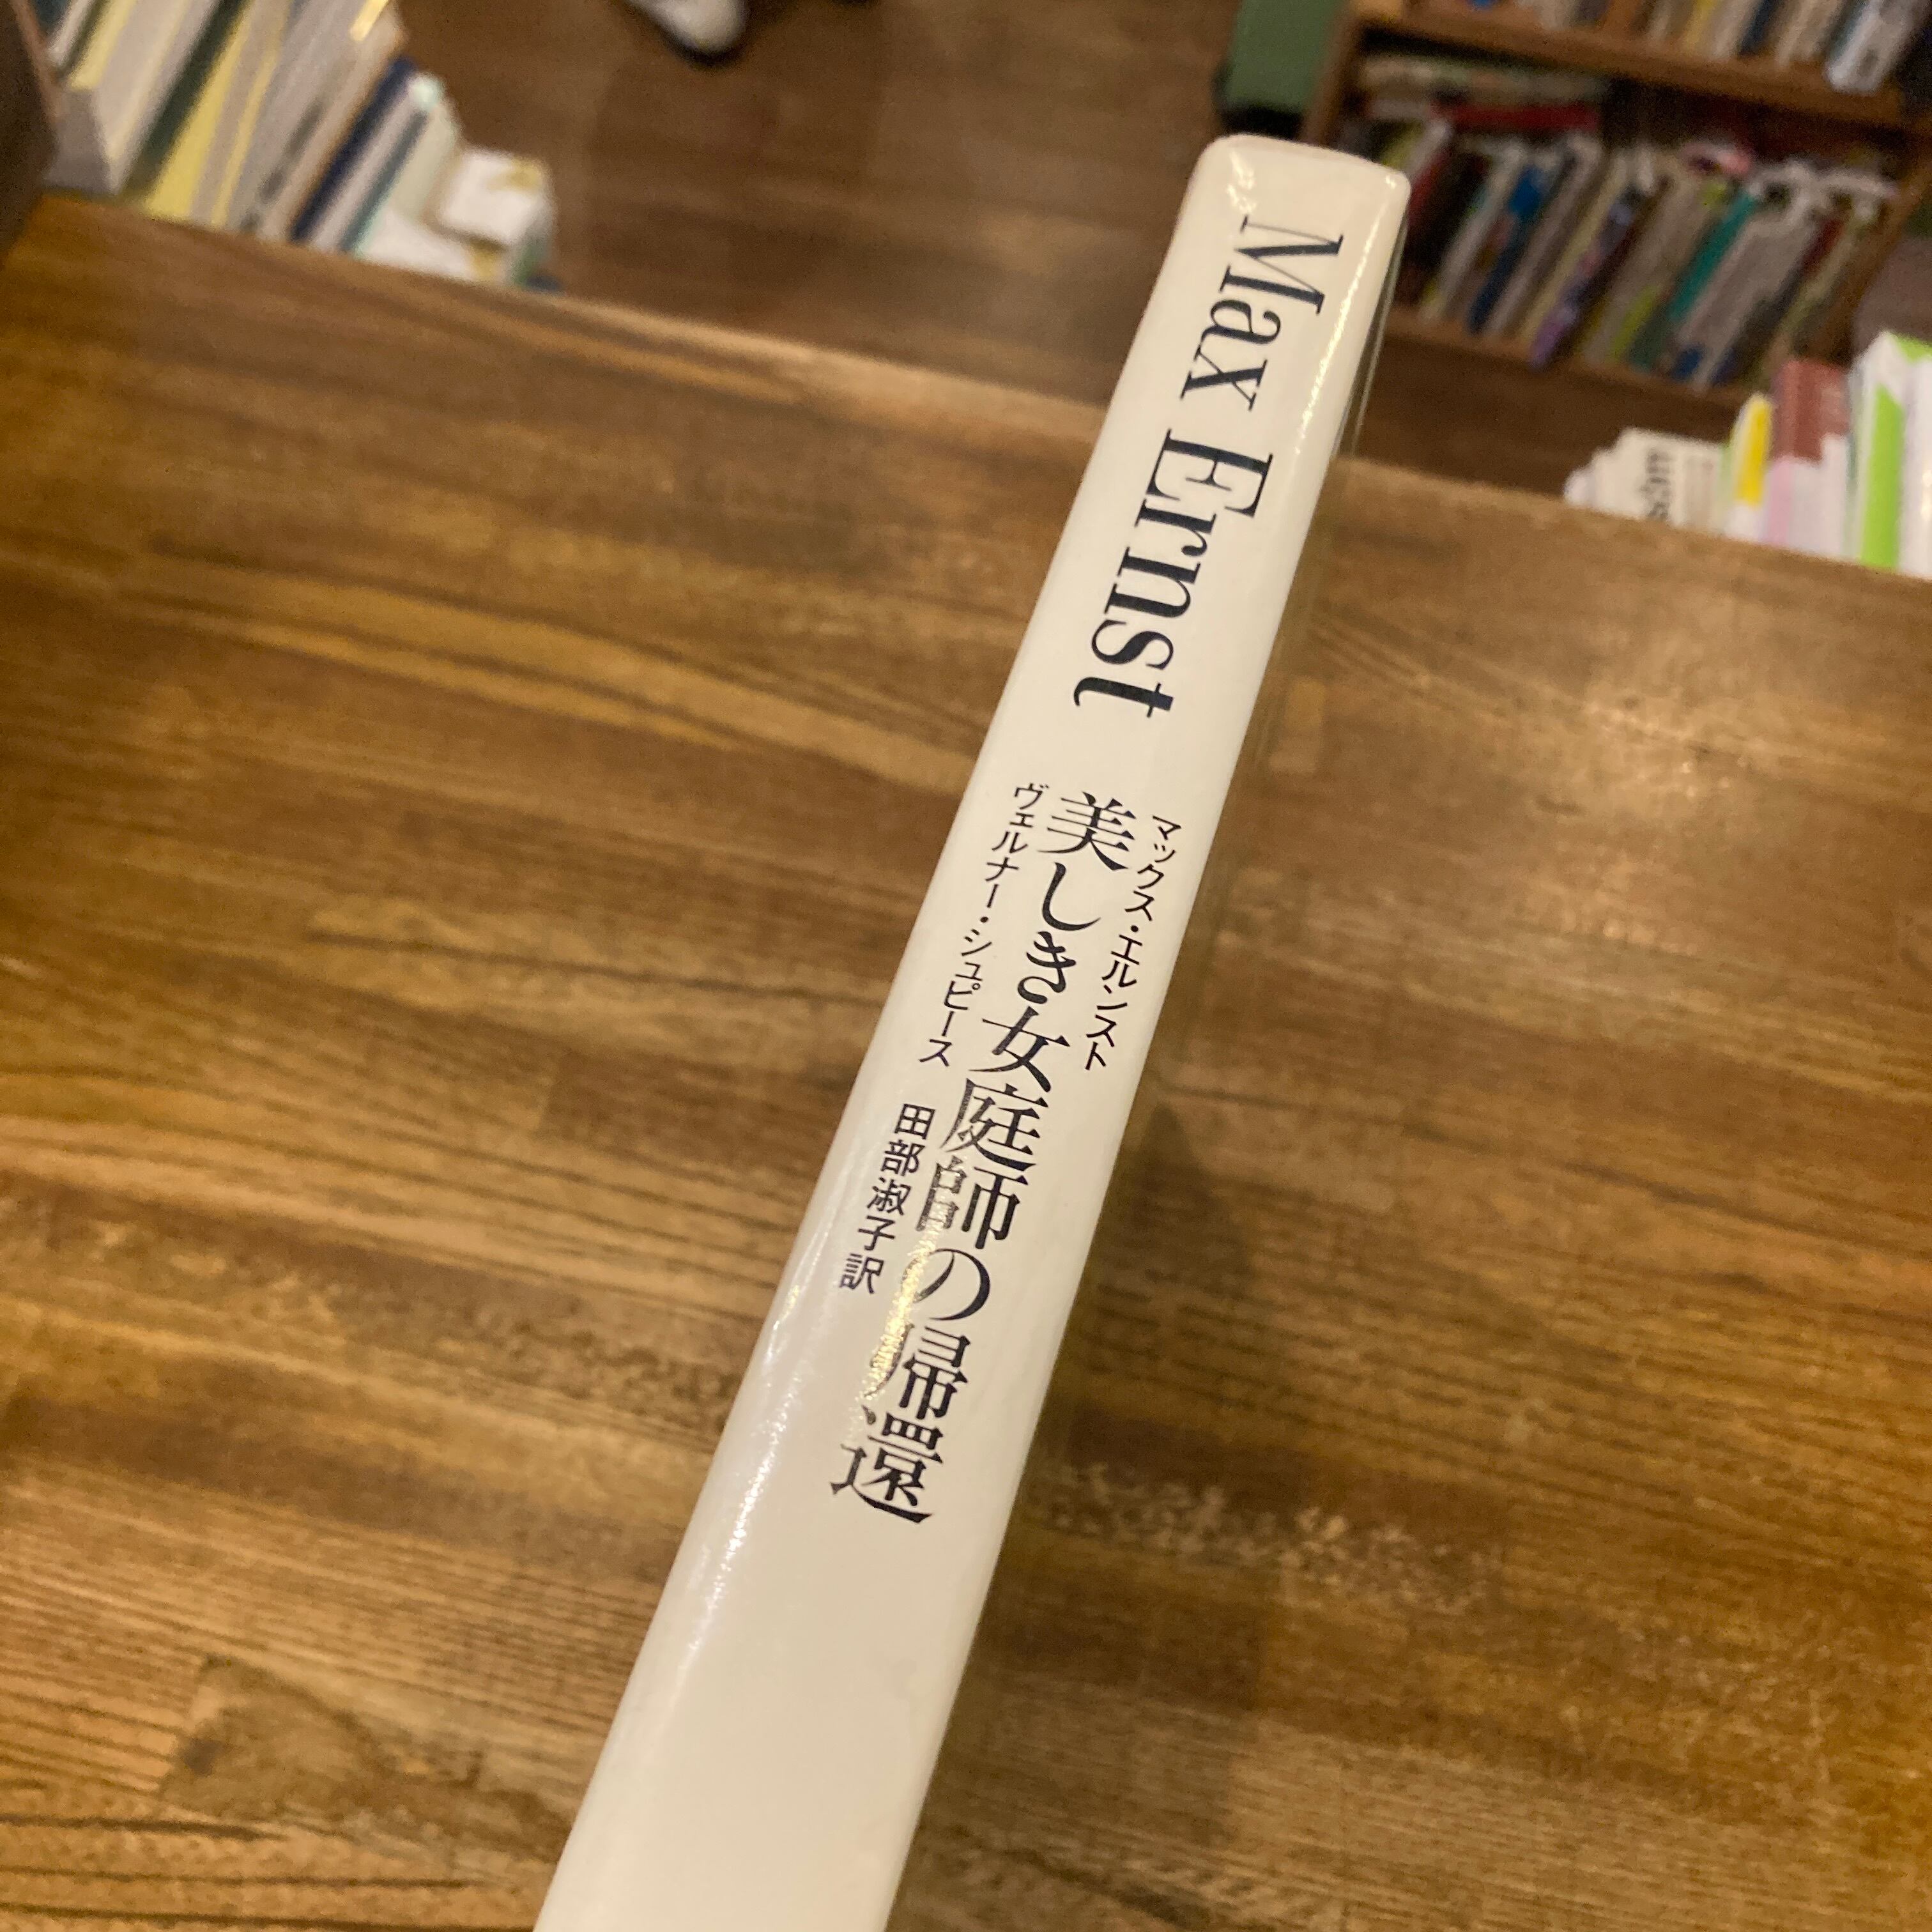 Max Ernst
マックス・エルンスト
美しき女庭師の帰還
ヴェルナー・シュピース 田部淑子訳